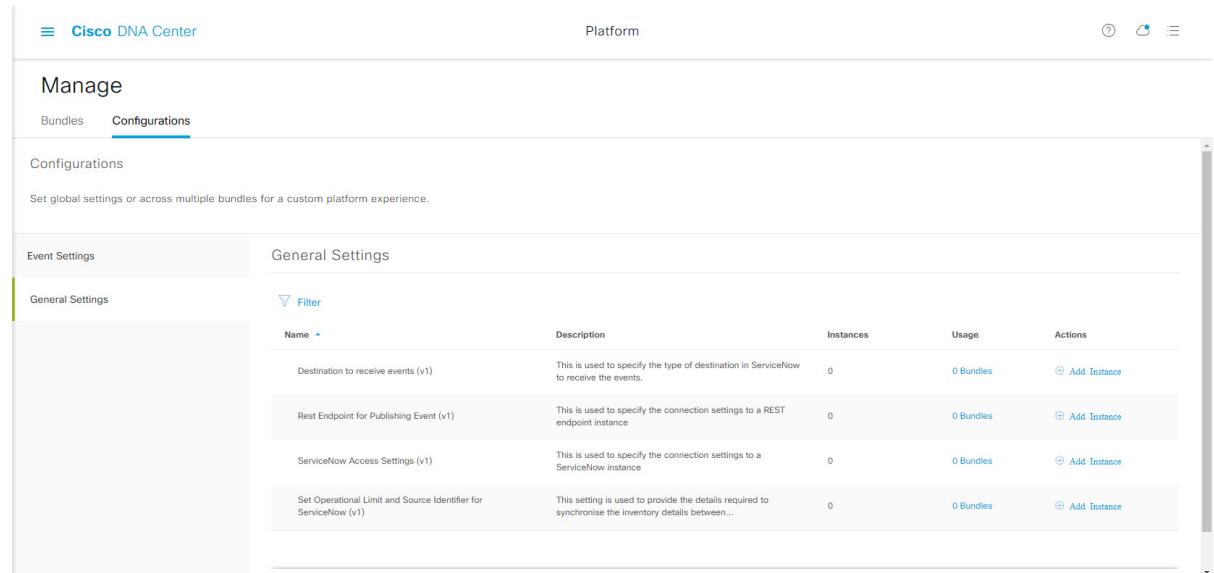 Cisco DNA Center
Platform
Manage
Bundles
Configurations
Configurations
Set global settings or across multiple bundles for a custom platform experience.
Event Settings
General Settings
General Settings
Filter
Name
Description
Instances
Usage
Actions
Destination to receive events (v1)
This is used to specify the type of destination in ServiceNow
to receive the events.
0
0 Bundles
Add Instance
Rest Endpoint for Publishing Event (v1)
This is used to specify the connection settings to a REST
endpoint instance
0
0 Bundles
Add Instance
ServiceNow Access Settings (v1)
This is used to specify the connection settings to a
ServiceNow instance
0
0 Bundles
Add Instance
Set Operational Limit and Source Identifier for
ServiceNow (v1)
This setting is used to provide the details required to
synchronise the inventory details between...
0
0 Bundles
Add Instance